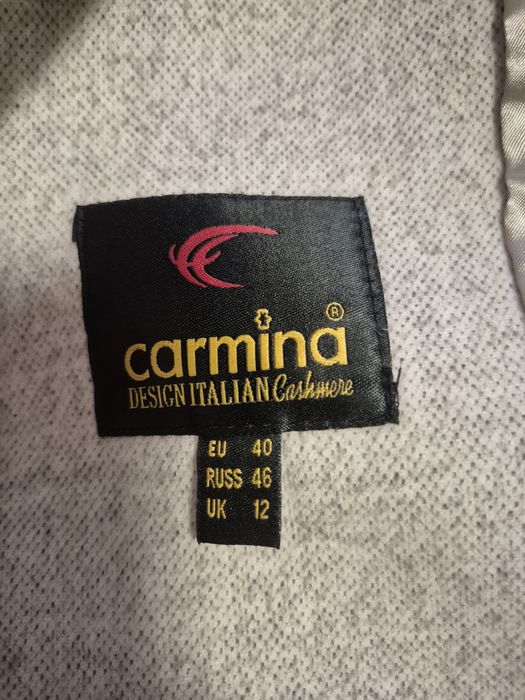 ®
carmina
DESIGN ITALIAN Cashmere
EU 40
RUSS 46
UK 12